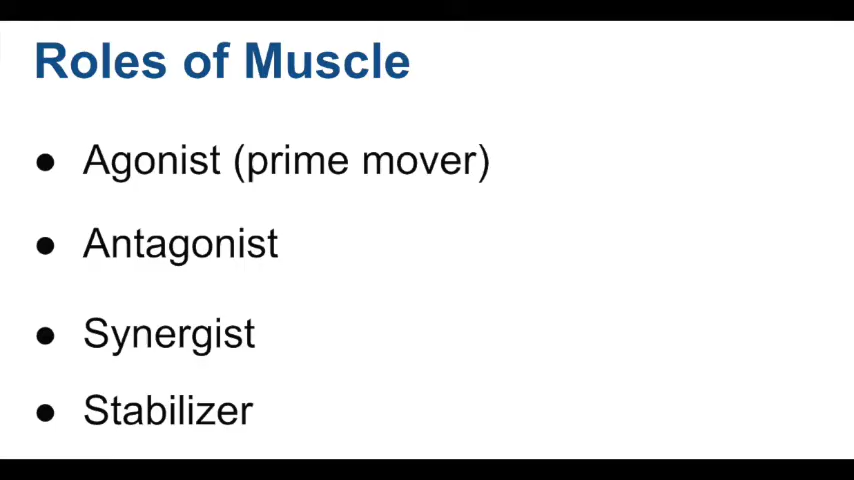 Roles of Muscle
● Agonist (prime mover)
● Antagonist
● Synergist
● Stabilizer